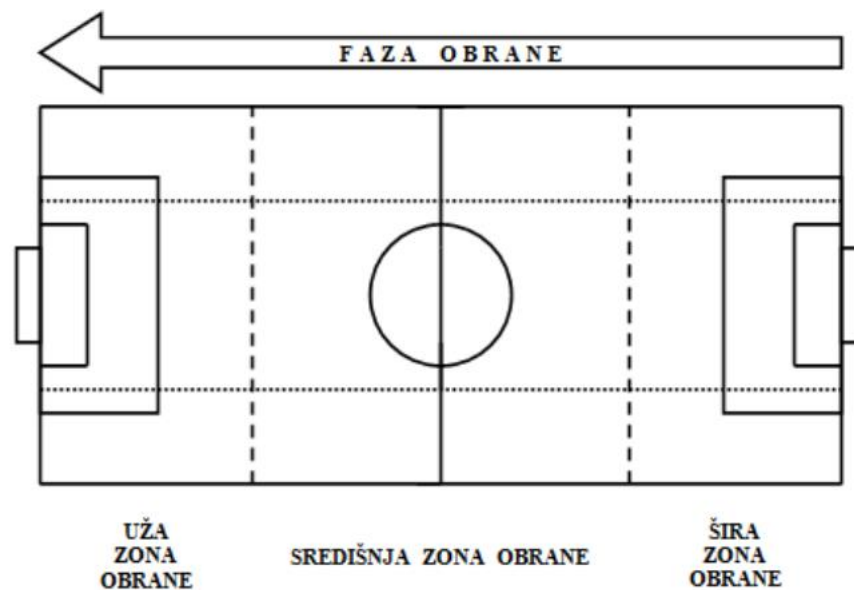 FAZA OBRANE
UŽA
ZONA
OBRANE
SREDIŠNJA ZONA OBRANE
ŠIRA
ZONA
OBRANE